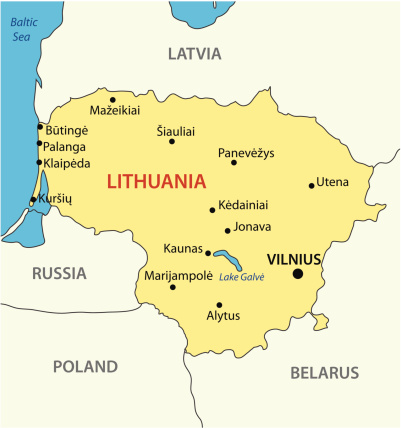 Baltic
Sea
LATVIA
Mažeikiai
Būtingė
Šiauliai
Palanga
Panevėžys
Klaipėda
LITHUANIA
Utena
Kuršių
Kėdainiai
Jonava
Kaunas
VILNIUS
RUSSIA
Marijampolė
Lake Galvė
Alytus
POLAND
BELARUS